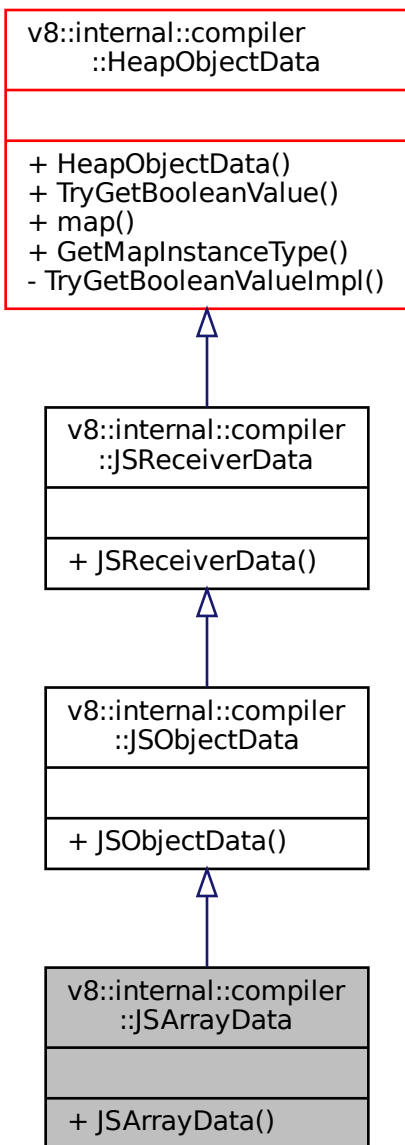 v8::internal::compiler
::HeapObjectData
+ HeapObjectData()
+ TryGetBooleanValue()
+ map()
+ GetMapInstanceType()
- TryGetBooleanValueImpl()
v8::internal::compiler
::JSReceiverData
+ JSReceiverData()
v8::internal::compiler
::JSObjectData
+ JSObjectData()
v8::internal::compiler
::JSArrayData
+ JSArrayData()